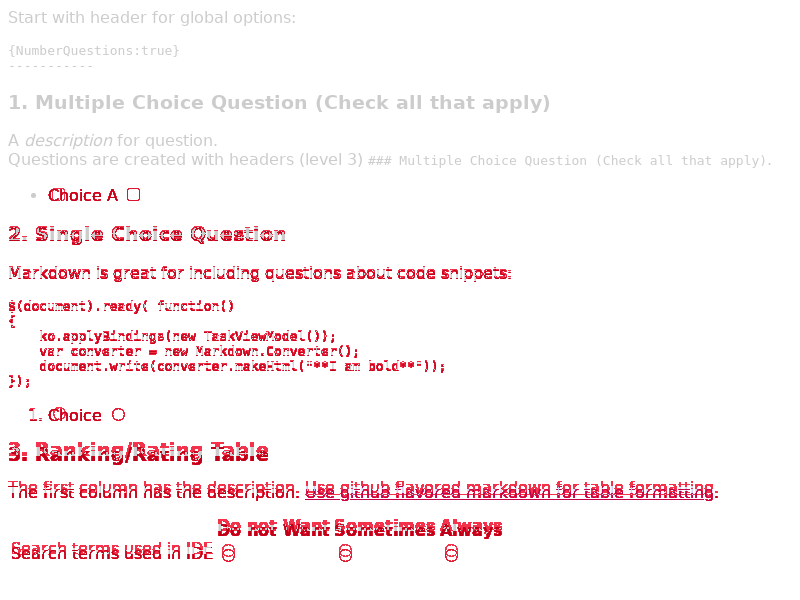 Start with header for global options:
{NumberQuestions:true}
-----------
1. Multiple Choice Question (Check all that apply)
A description for question.
Questions are created with headers (level 3) ### Multiple Choice Question (Check all that apply).
Choice A
2. Single Choice Question
Markdown is great for including questions about code snippets:
$(document).ready( function()
{
ko.applyBindings(new TaskViewModel());
var converter = new Markdown.Converter();
document.write(converter.makeHtml("**I am bold**"));
});
1. Choice
3. Ranking/Rating Table
The first column has the description. Use github flavored markdown for table formatting.
Do not Want Sometimes Always
Search terms used in IDE